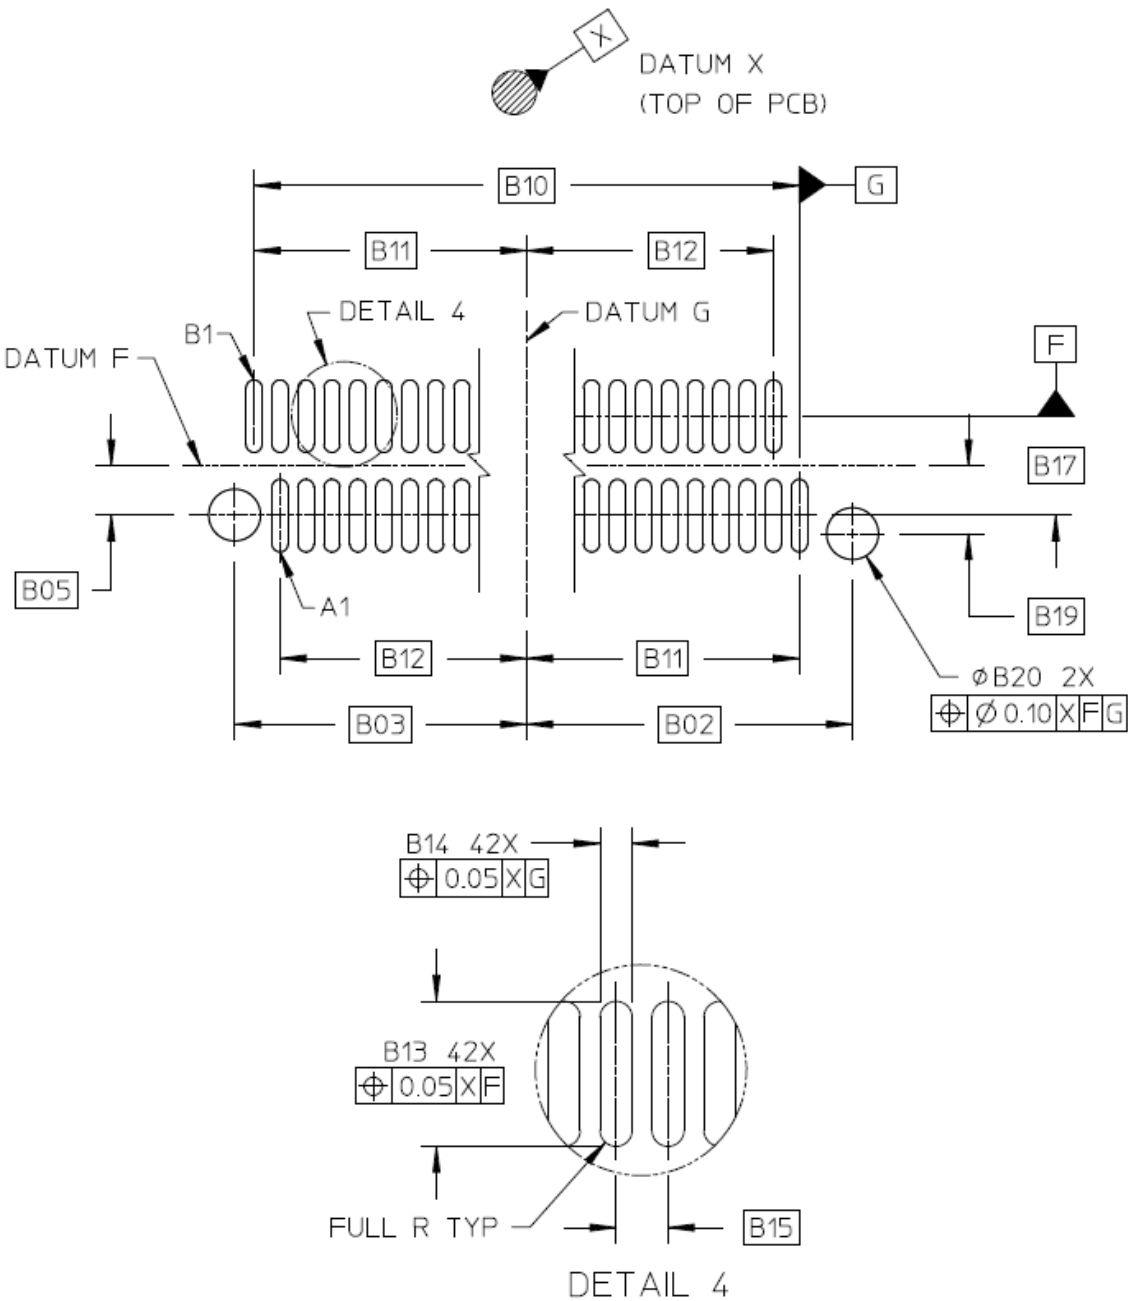 X
DATUM X
(TOP OF PCB)
B10
G
B11
B12
DETAIL 4
DATUM G
B1
DATUM F
F
B17
B05
A1
B19
B12
B11
⌀B20 2X
⌖ ⌀ 0.10 X F G
B03
B02
B14 42X
⌖ 0.05 X G
B13 42X
⌖ 0.05 X F
FULL R TYP
B15
DETAIL 4